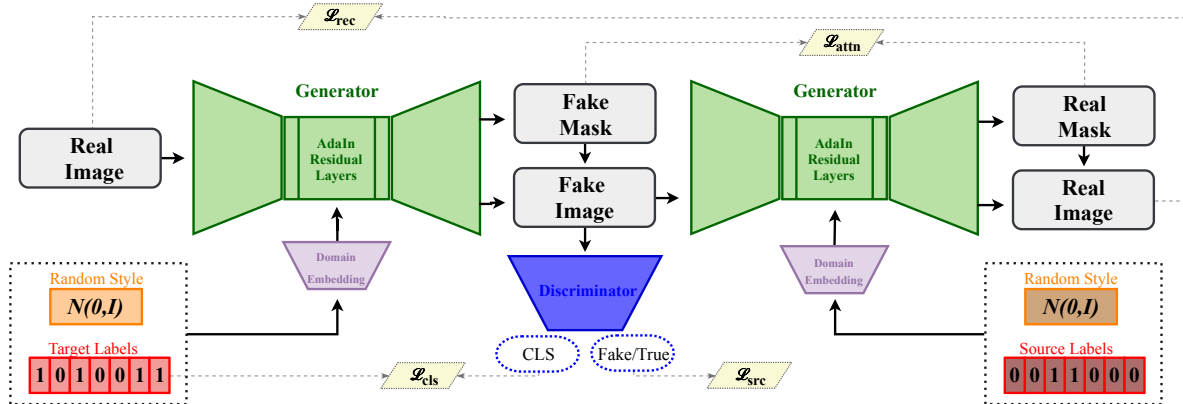 ℒrec
ℒattn
Generator
Generator
Real
Image
AdaIn
Residual
Layers
Fake
Mask
Fake
Image
AdaIn
Residual
Layers
Real
Mask
Real
Image
Domain
Embedding
Domain
Embedding
Random Style
N(0,I)
Target Labels
1 0 1 0 0 1 1
Discriminator
CLS
Fake/True
ℒcls
ℒsrc
Random Style
N(0,I)
Source Labels
0 0 1 1 0 0 0